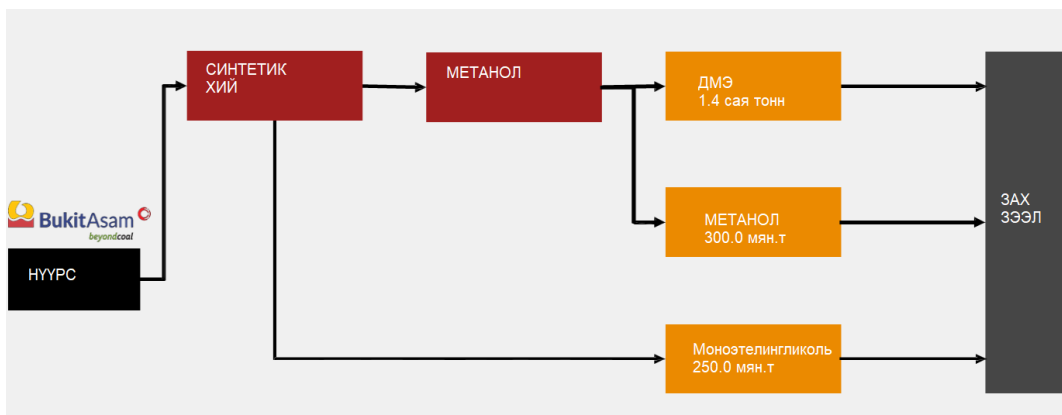 СИНТЕТИК
ХИЙ
МЕТАНОЛ
ДМЭ
1.4 сая тонн
BukitAsam
beyondcoal
НҮҮРС
МЕТАНОЛ
300.0 мян.т
ЗАХ
ЗЭЭЛ
Моноэтелингликоль
250.0 мян.т